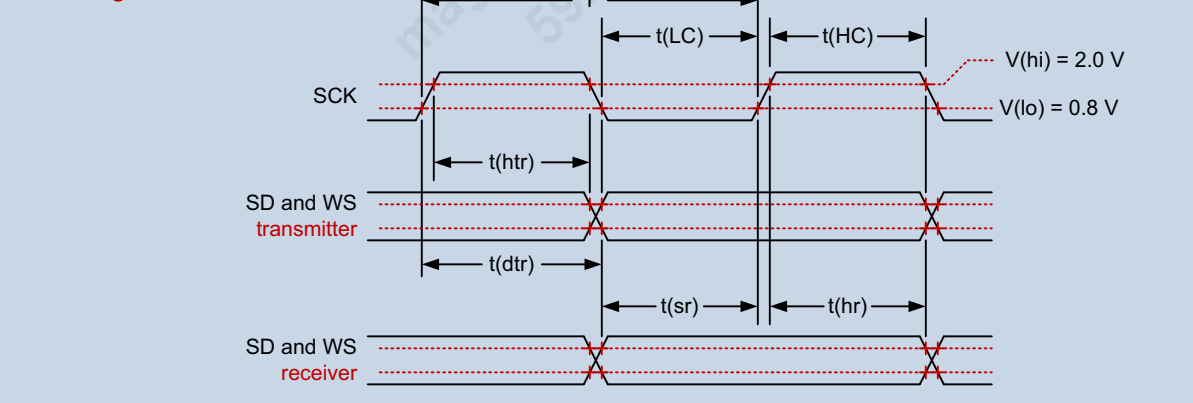 t(LC)
t(HC)
V(hi) = 2.0 V
SCK
V(lo) = 0.8 V
t(htr)
SD and WS
transmitter
t(dtr)
t(sr)
t(hr)
SD and WS
receiver